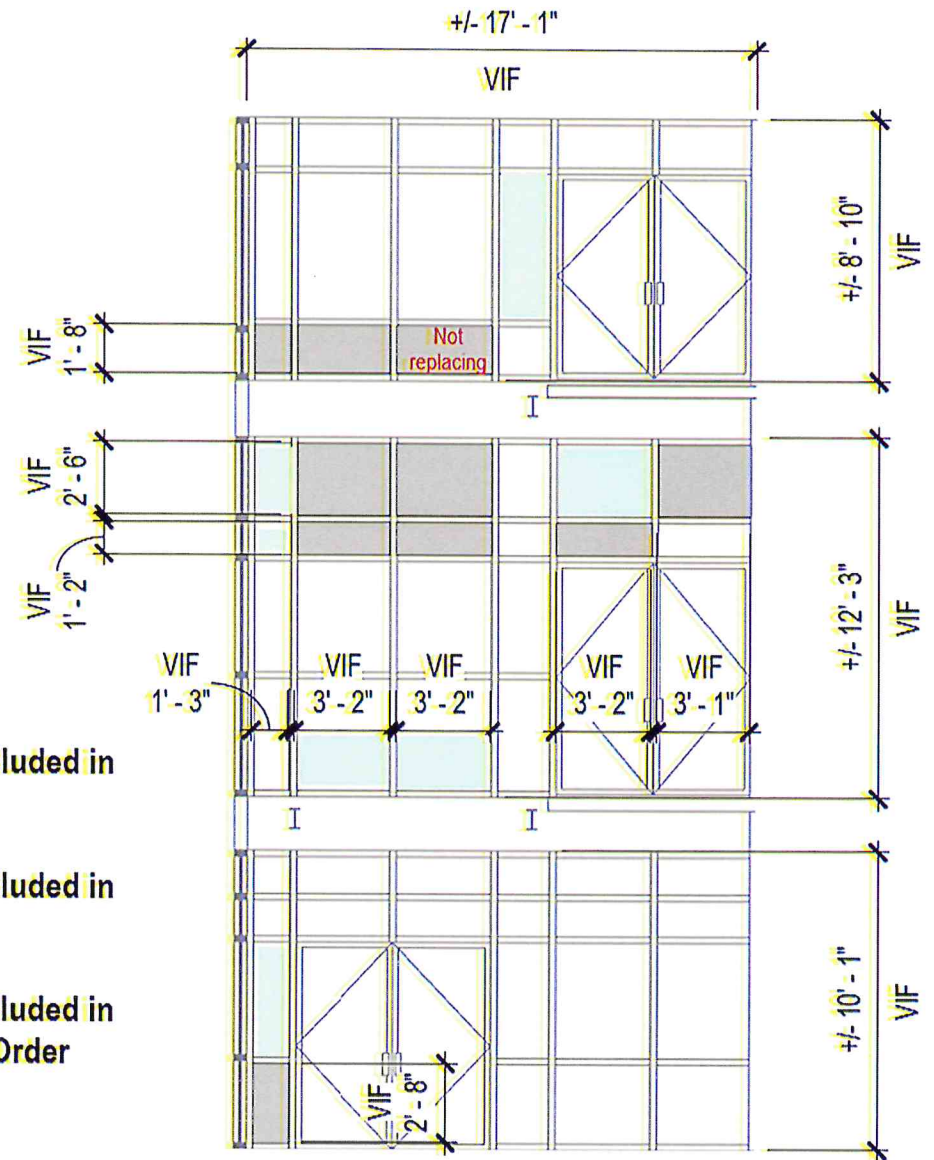 +/- 17' - 1"
VIF
+/- 8' - 10"
VIF
VIF
1' - 8"
Not
replacing
VIF
2' - 6"
VIF
1' - 2"
+/- 12' - 3"
VIF
VIF
1' - 3"
VIF
3' - 2"
VIF
3' - 2"
VIF
3' - 2"
VIF
3' - 1"
luded in
luded in
luded in
Order
VIF
2' - 8"
+/- 10' - 1"
VIF